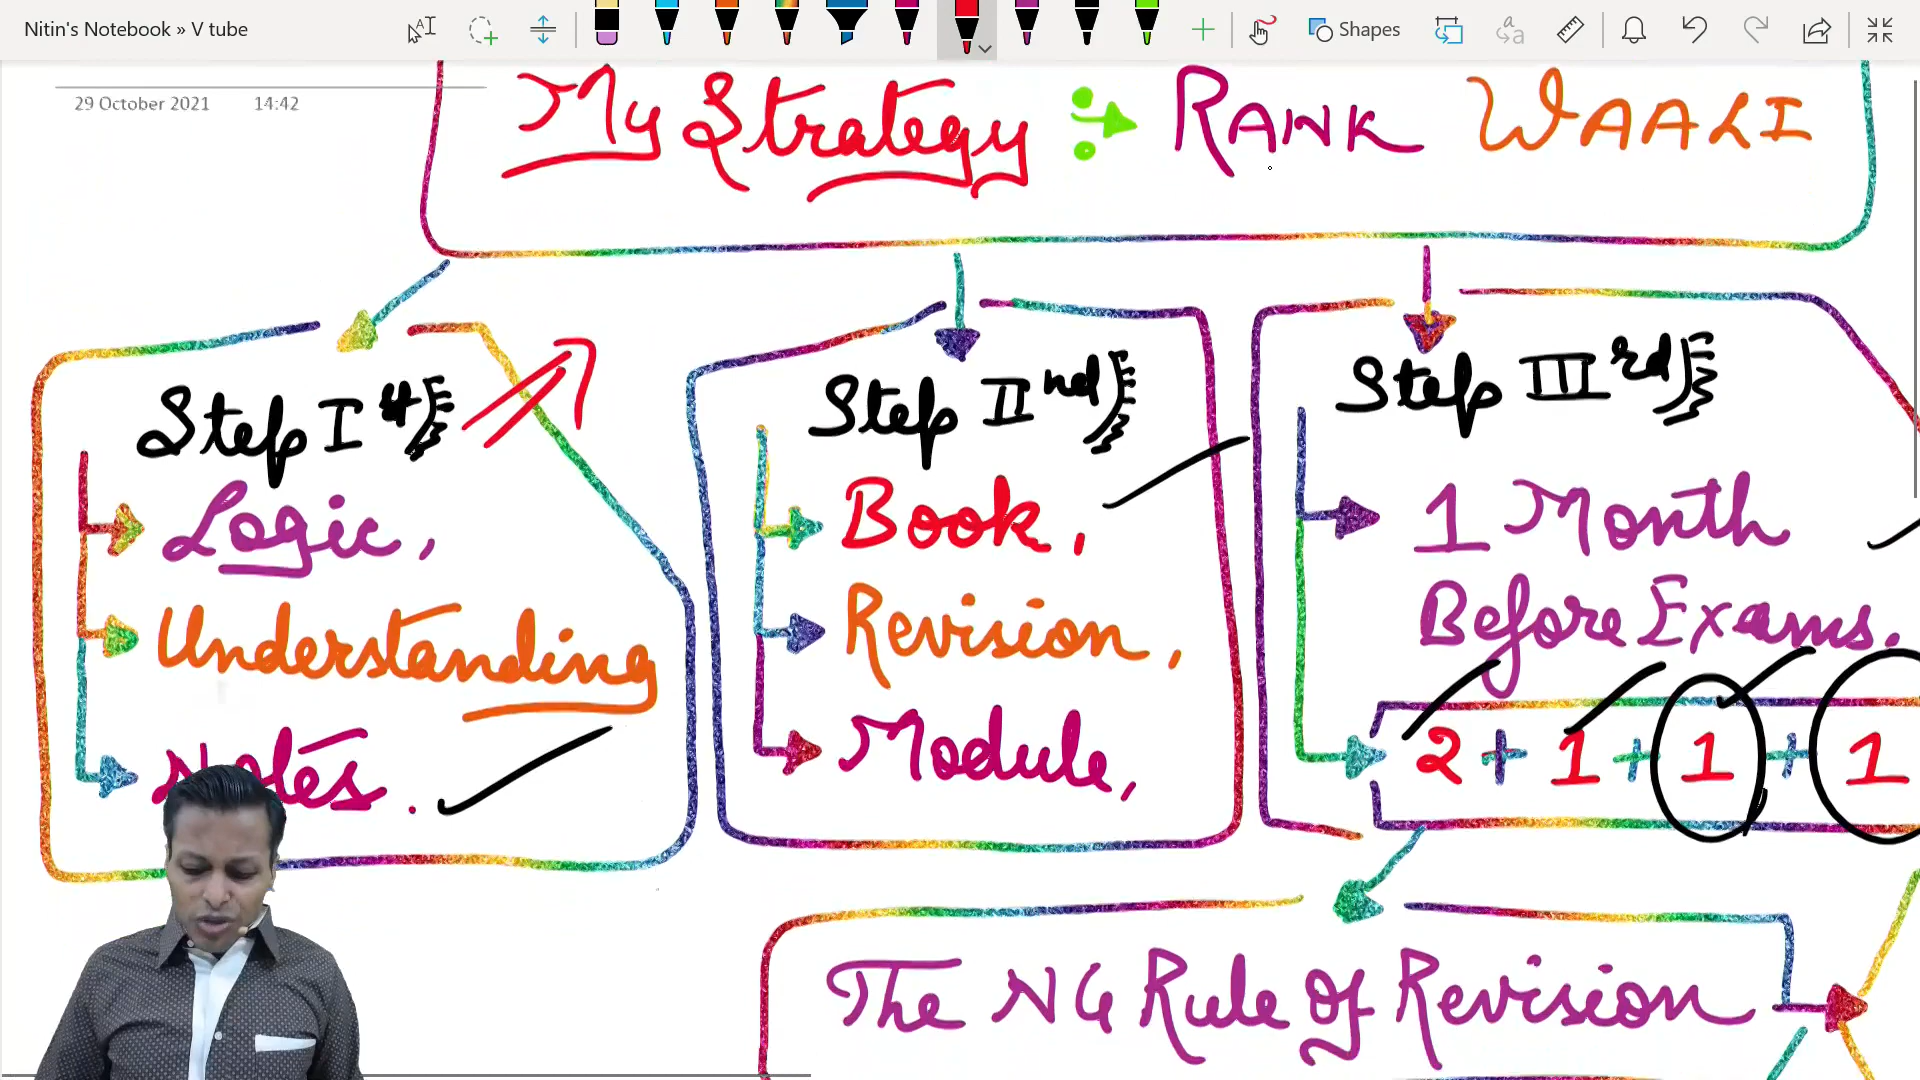 Nitin's Notebook » V tube
Shapes
29 October 2021 14:42
My Strategy :→ RANK WAALI
Step I
Logic,
Understanding
Notes.
Step II nd
Book,
Revision,
Module,
Step III rd
1 Month
Before Exams.
2 + 1 + 1 + 1
The NG Rule of Revision